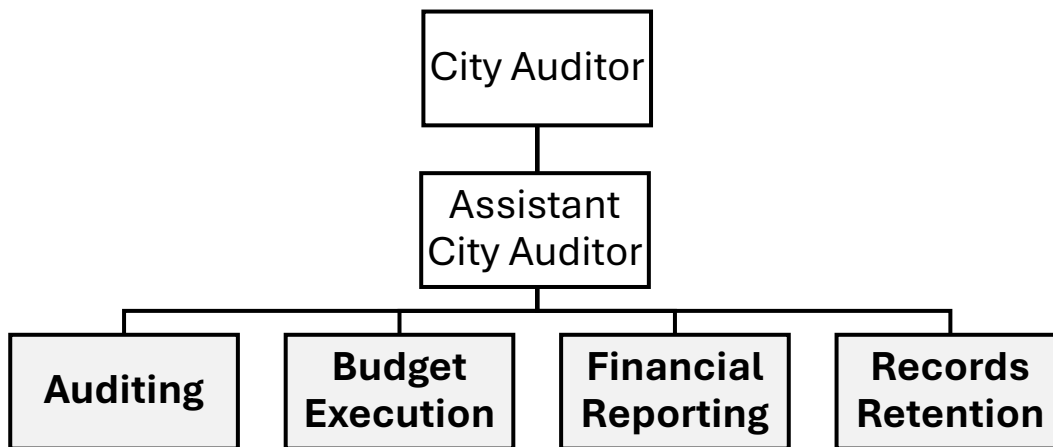 City Auditor
Assistant
City Auditor
Auditing
Budget
Execution
Financial
Reporting
Records
Retention